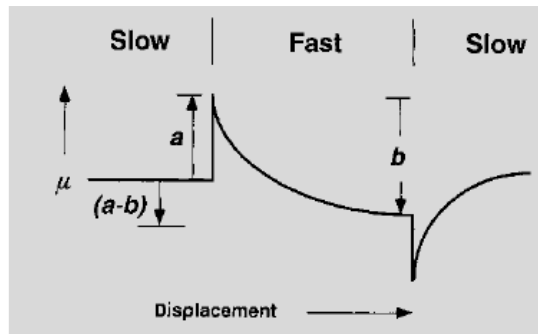 Slow Fast Slow
a
b
μ
(a-b)
Displacement